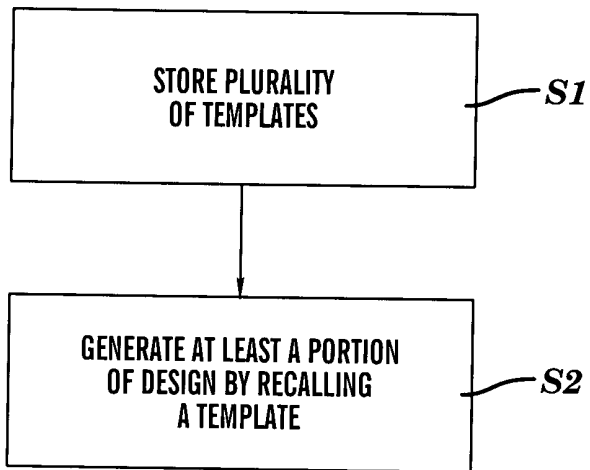 STORE PLURALITY
OF TEMPLATES
S1
GENERATE AT LEAST A PORTION
OF DESIGN BY RECALLING
A TEMPLATE
S2